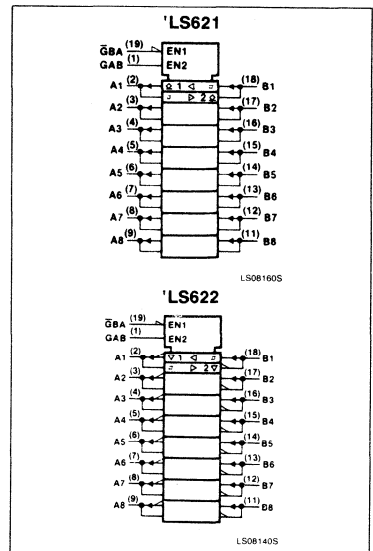 'LS621
G̅BA (19) EN1
GAB (1) EN2
A1 (2) 1 2 (18) B1
A2 (3) (17) B2
A3 (4) (16) B3
A4 (5) (15) B4
A5 (6) (14) B5
A6 (7) (13) B6
A7 (8) (12) B7
A8 (9) (11) B8
LS08160S
'LS622
G̅BA (19) EN1
GAB (1) EN2
A1 (2) 1 2 (18) B1
A2 (3) (17) B2
A3 (4) (16) B3
A4 (5) (15) B4
A5 (6) (14) B5
A6 (7) (13) B6
A7 (8) (12) B7
A8 (9) (11) B8
LS08140S